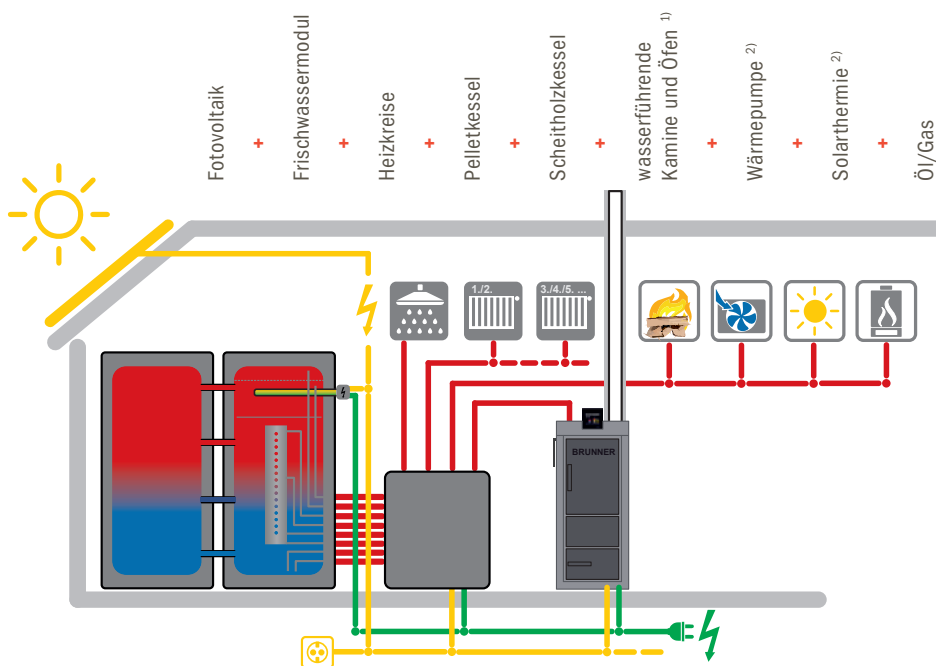 Fotovoltaik
+
Frischwassermodul
+
Heizkreise
+
Pelletkessel
+
Scheitholzkessel
+
wasserführende
Kamine und Öfen 1)
+
Wärmepumpe 2)
+
Solarthermie 2)
+
Öl/Gas
1./2.
3./4./5. ...
BRUNNER